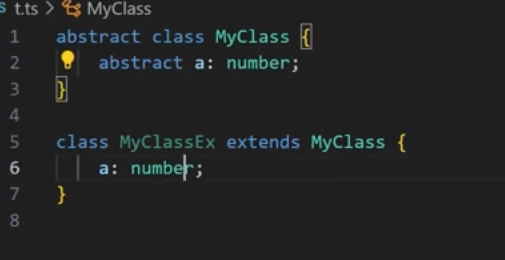 s t.ts > MyClass
1 abstract class MyClass {
2 abstract a: number;
3 }
4
5 class MyClassEx extends MyClass {
6 a: number;
7 }
8